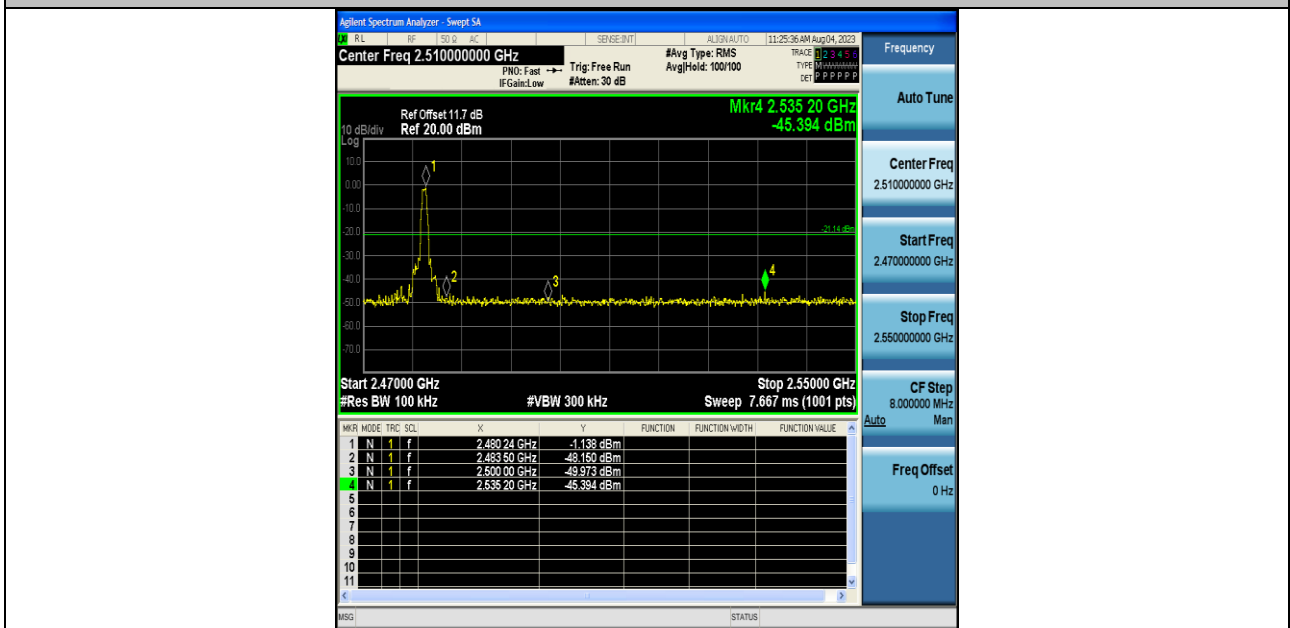 Agilent Spectrum Analyzer - Swept SA
RL RF 50 Ω AC SENSE:INT ALIGN AUTO 11:25:36 AM Aug 04, 2023
Center Freq 2.510000000 GHz
PNO: Fast
IFGain:Low
Trig: Free Run
#Atten: 30 dB
#Avg Type: RMS
Avg|Hold: 100/100
TRACE 1 2 3 4 5 6
TYPE M
DET P P P P P P
Mkr4 2.535 20 GHz
-45.394 dBm
Ref Offset 11.7 dB
10 dB/div Ref 20.00 dBm
Log
10.0
0.00
-10.0
-20.0
-30.0
-40.0
-50.0
-60.0
-70.0
1
2
3
4
-21.14 dBm
Start 2.47000 GHz Stop 2.55000 GHz
#Res BW 100 kHz #VBW 300 kHz Sweep 7.667 ms (1001 pts)
MKR MODE TRC SCL X Y FUNCTION FUNCTION WIDTH FUNCTION VALUE
1 N 1 f 2.480 24 GHz -1.138 dBm
2 N 1 f 2.483 50 GHz -48.150 dBm
3 N 1 f 2.500 00 GHz -49.973 dBm
4 N 1 f 2.535 20 GHz -45.394 dBm
5
6
7
8
9
10
11
MSG STATUS
Frequency
Auto Tune
Center Freq
2.510000000 GHz
Start Freq
2.470000000 GHz
Stop Freq
2.550000000 GHz
CF Step
8.000000 MHz
Auto Man
Freq Offset
0 Hz